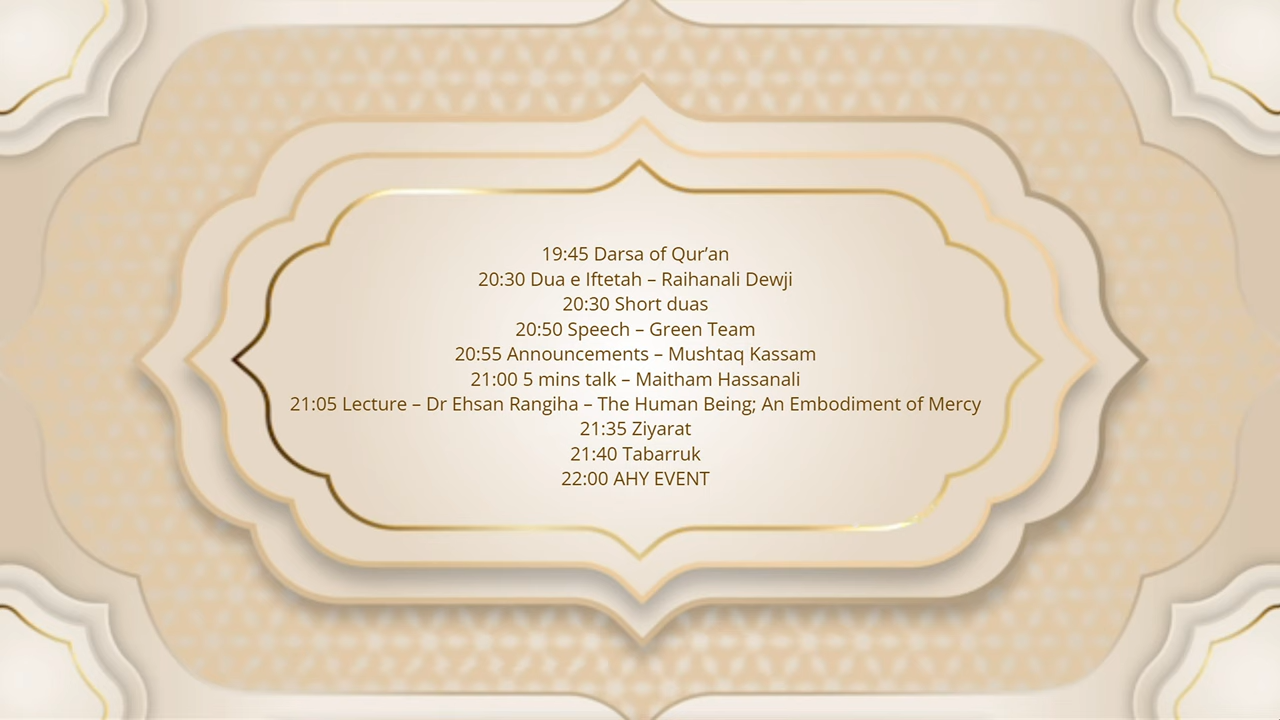 19:45 Darsa of Qur’an
20:30 Dua e Iftetah – Raihanali Dewji
20:30 Short duas
20:50 Speech – Green Team
20:55 Announcements – Mushtaq Kassam
21:00 5 mins talk – Maitham Hassanali
21:05 Lecture – Dr Ehsan Rangiha – The Human Being; An Embodiment of Mercy
21:35 Ziyarat
21:40 Tabarruk
22:00 AHY EVENT